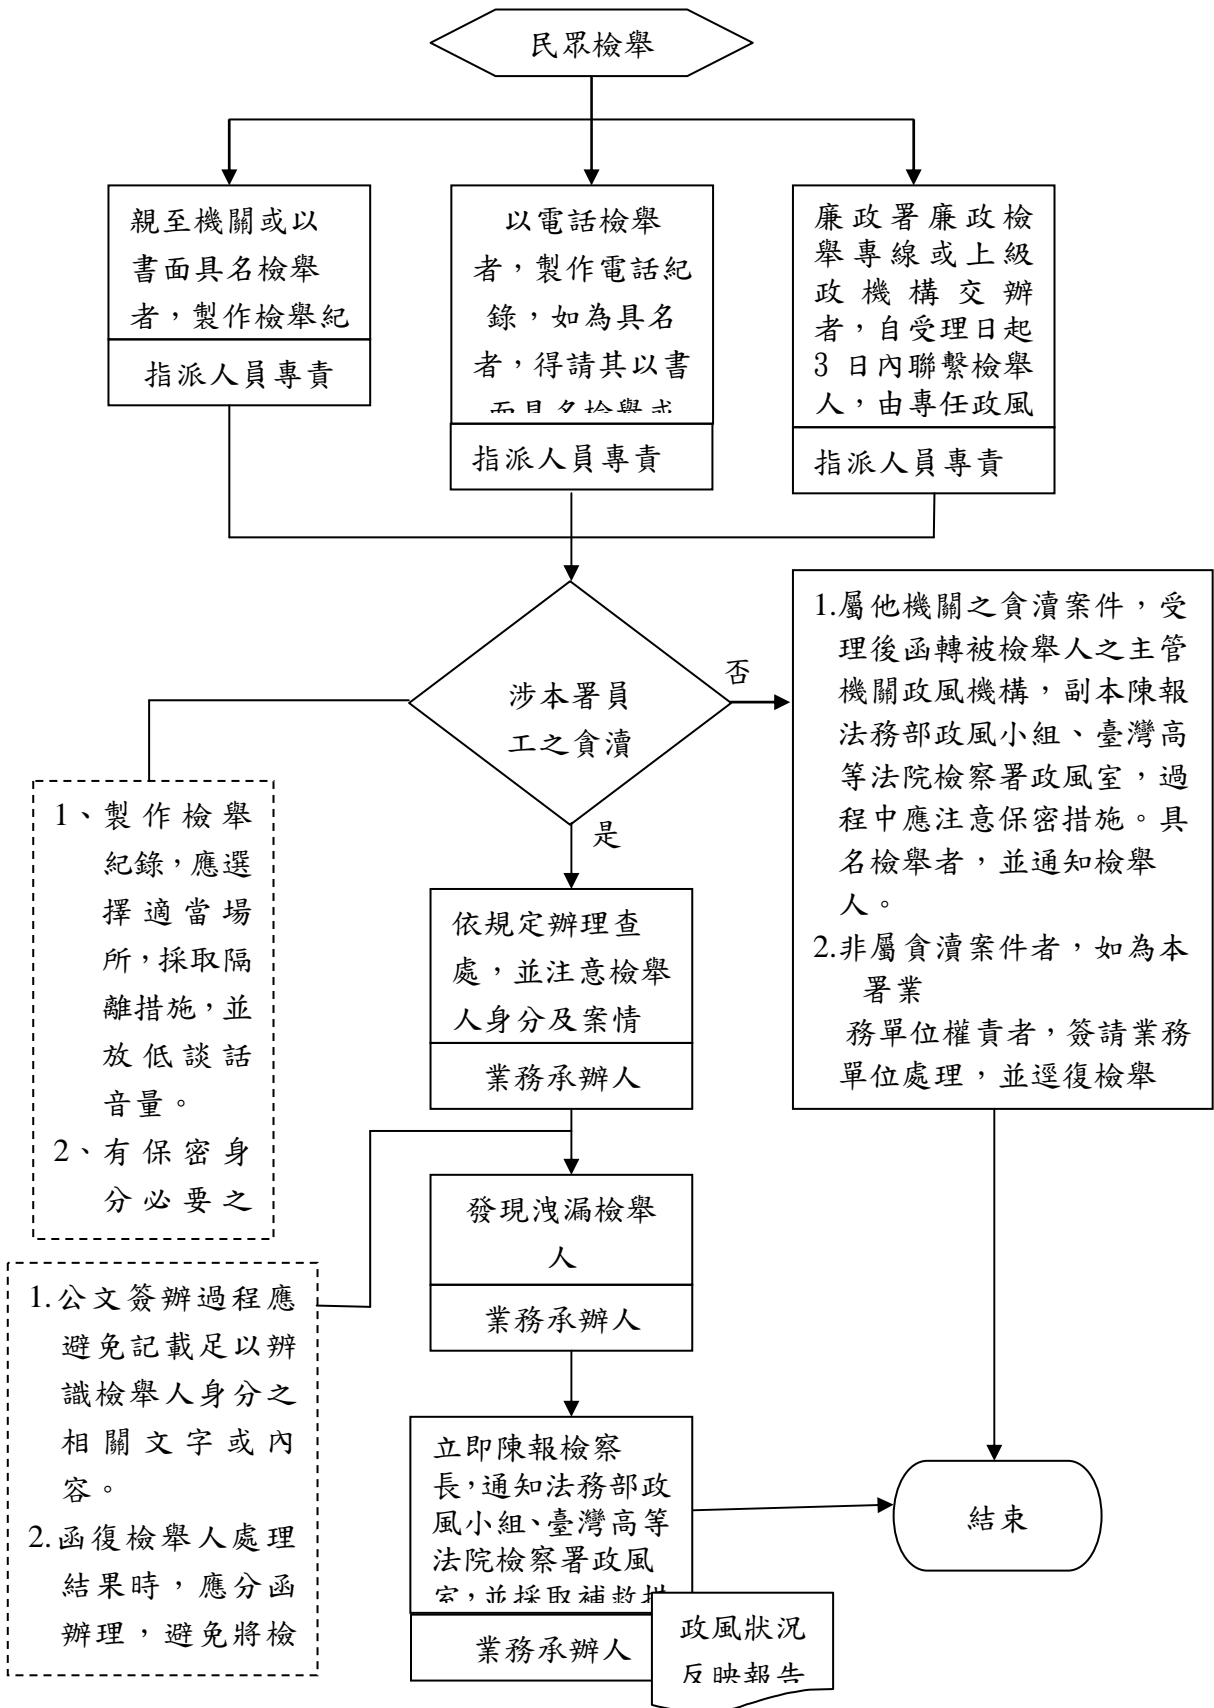 民眾檢舉
親至機關或以
書面具名檢舉
者，製作檢舉紀
指派人員專責
以電話檢舉
者，製作電話紀
錄，如為具名
者，得請其以書
面具名檢舉或
指派人員專責
廉政署廉政檢
舉專線或上級
政機構交辦
者，自受理日起
3 日內聯繫檢舉
人，由專任政風
指派人員專責
涉本署員
工之貪瀆
否
是
1.屬他機關之貪瀆案件，受
理後函轉被檢舉人之主管
機關政風機構，副本陳報
法務部政風小組、臺灣高
等法院檢察署政風室，過
程中應注意保密措施。具
名檢舉者，並通知檢舉
人。
2.非屬貪瀆案件者，如為本
署業
務單位權責者，簽請業務
單位處理，並逕復檢舉
1、製作檢舉
紀錄，應選
擇適當場
所，採取隔
離措施，並
放低談話
音量。
2、有保密身
分必要之
依規定辦理查
處，並注意檢舉
人身分及案情
業務承辦人
發現洩漏檢舉
人
業務承辦人
1.公文簽辦過程應
避免記載足以辨
識檢舉人身分之
相關文字或內
容。
2.函復檢舉人處理
結果時，應分函
辦理，避免將檢
立即陳報檢察
長，通知法務部政
風小組、臺灣高等
法院檢察署政風
室，並採取補救措
業務承辦人
政風狀況
反映報告
結束